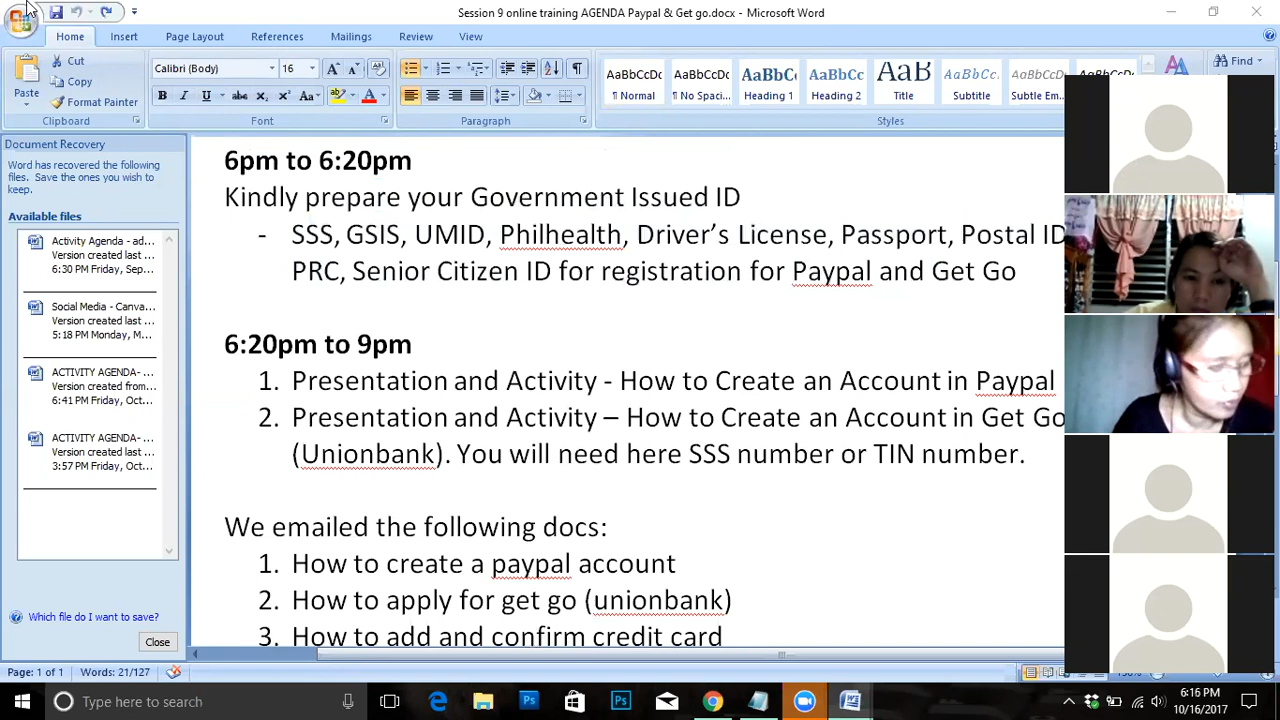 Session 9 online training AGENDA Paypal & Get go.docx - Microsoft Word
Home Insert Page Layout References Mailings Review View
Paste
Cut
Copy
Format Painter
Clipboard
Calibri (Body) 16
Font
Paragraph
AaBbCcDc AaBbCcDc AaBbCc AaBbCc AaB AaBbCcL AaBbCcDc AaBbCcDc
¶ Normal ¶ No Spaci... Heading 1 Heading 2 Title Subtitle Subtle Em...
Styles
Find
Document Recovery
Word has recovered the following
files. Save the ones you wish to
keep.
Available files
Activity Agenda - ad...
Version created last ...
6:30 PM Friday, Sep...
Social Media - Canva...
Version created last ...
5:18 PM Monday, M...
ACTIVITY AGENDA- ...
Version created from...
6:41 PM Friday, Oct...
ACTIVITY AGENDA- ...
Version created last ...
3:57 PM Friday, Oct...
Which file do I want to save?
Close
6pm to 6:20pm
Kindly prepare your Government Issued ID
- SSS, GSIS, UMID, Philhealth, Driver’s License, Passport, Postal ID
PRC, Senior Citizen ID for registration for Paypal and Get Go
6:20pm to 9pm
1. Presentation and Activity - How to Create an Account in Paypal
2. Presentation and Activity – How to Create an Account in Get Go
(Unionbank). You will need here SSS number or TIN number.
We emailed the following docs:
1. How to create a paypal account
2. How to apply for get go (unionbank)
3. How to add and confirm credit card
Page: 1 of 1 Words: 21/127
Type here to search
6:16 PM
10/16/2017